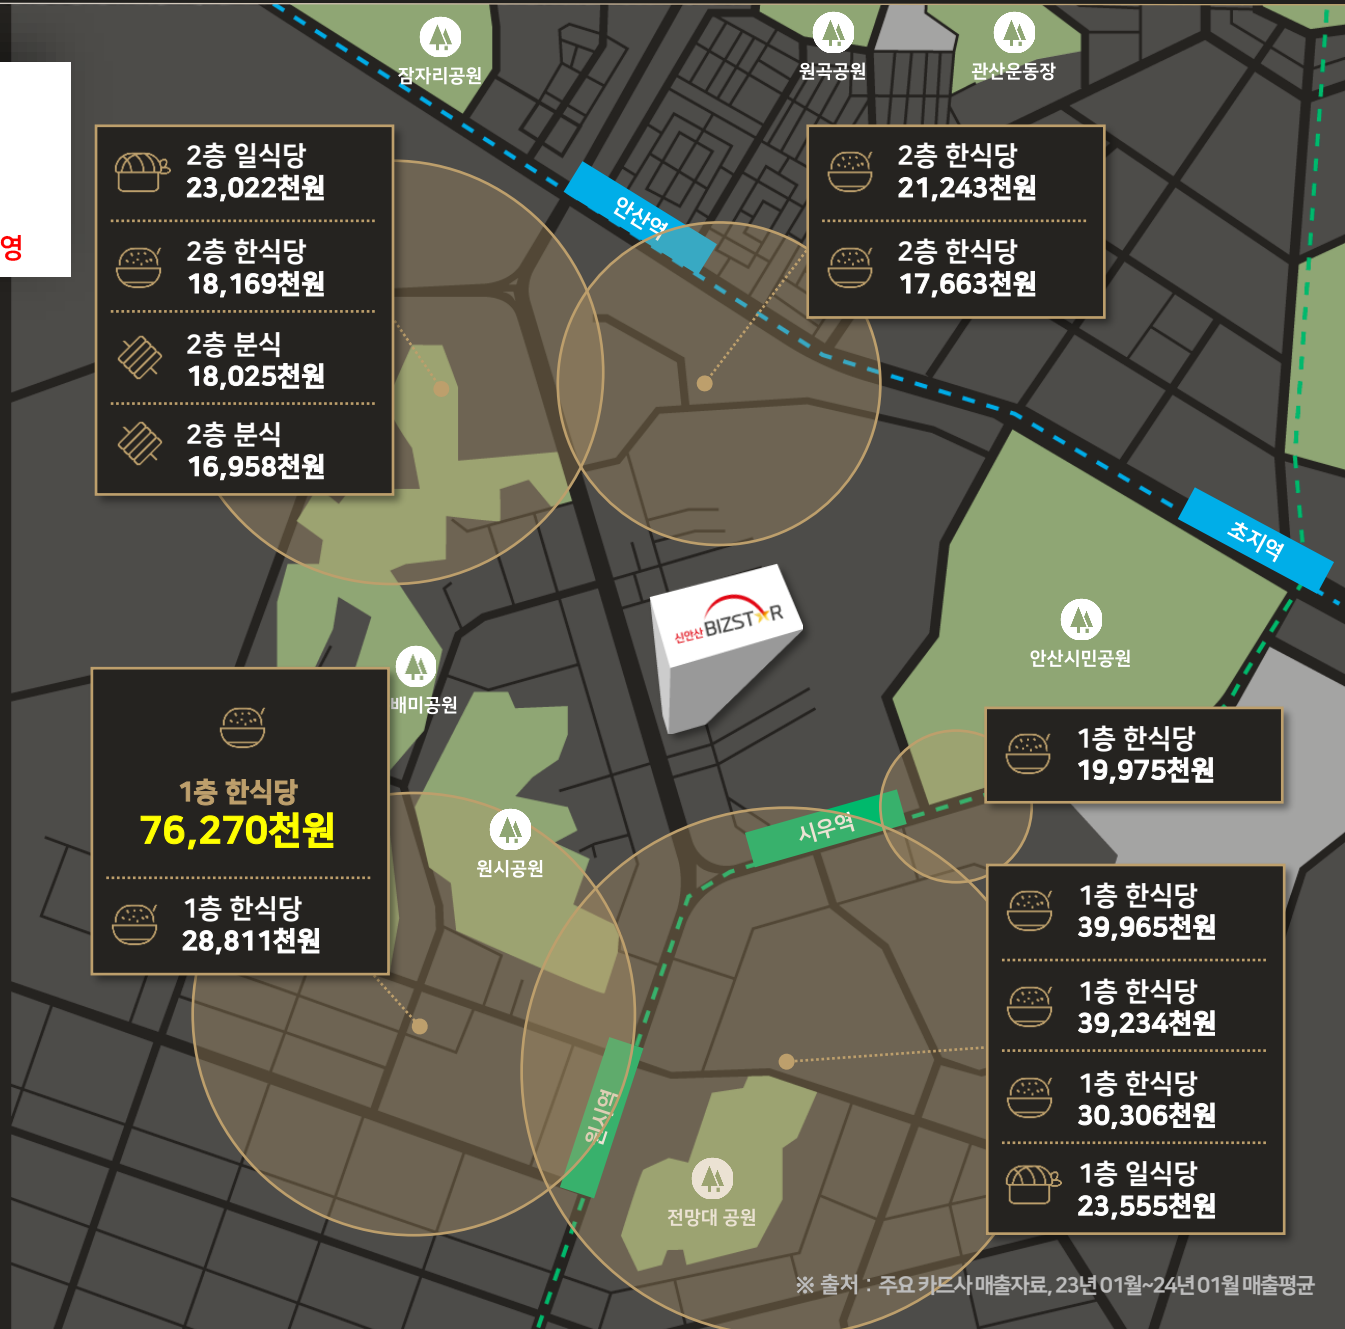 잠자리공원
원곡공원
관산운동장
영
2층 일식당
23,022천원
2층 한식당
18,169천원
2층 분식
18,025천원
2층 분식
16,958천원
안산역
2층 한식당
21,243천원
2층 한식당
17,663천원
초지역
신안산 BIZSTAR
안산시민공원
배미공원
1층 한식당
76,270천원
1층 한식당
28,811천원
원시공원
시우역
1층 한식당
19,975천원
1층 한식당
39,965천원
1층 한식당
39,234천원
1층 한식당
30,306천원
1층 일식당
23,555천원
원시역
전망대 공원
※ 출처 : 주요 카드사 매출자료, 23년 01월~24년 01월 매출평균